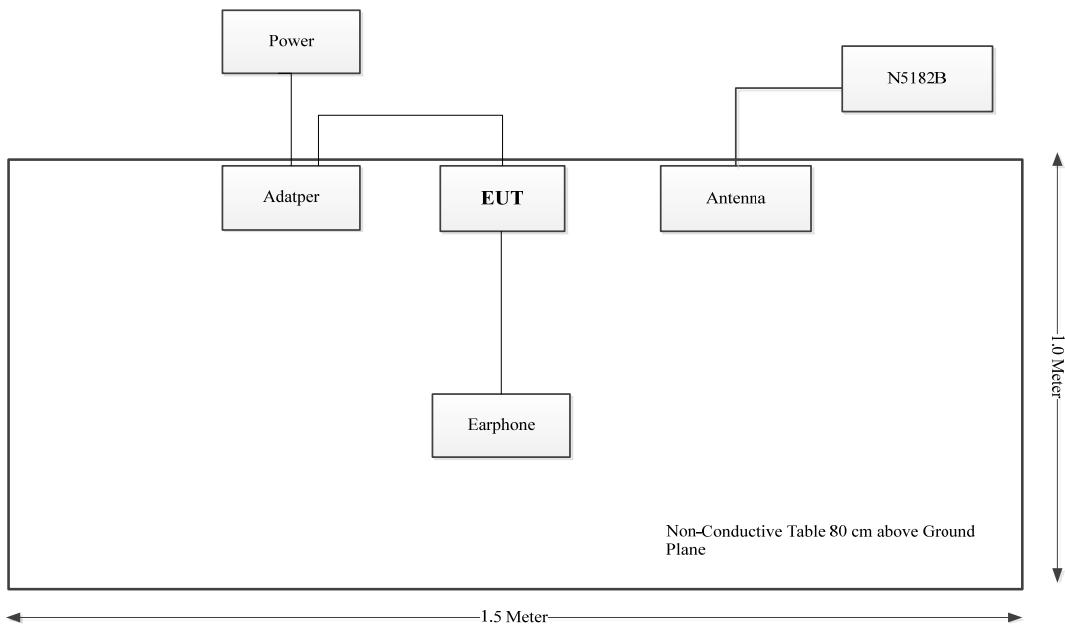 Power
N5182B
Adatper
EUT
Antenna
1.0 Meter
Earphone
Non-Conductive Table 80 cm above Ground
Plane
1.5 Meter